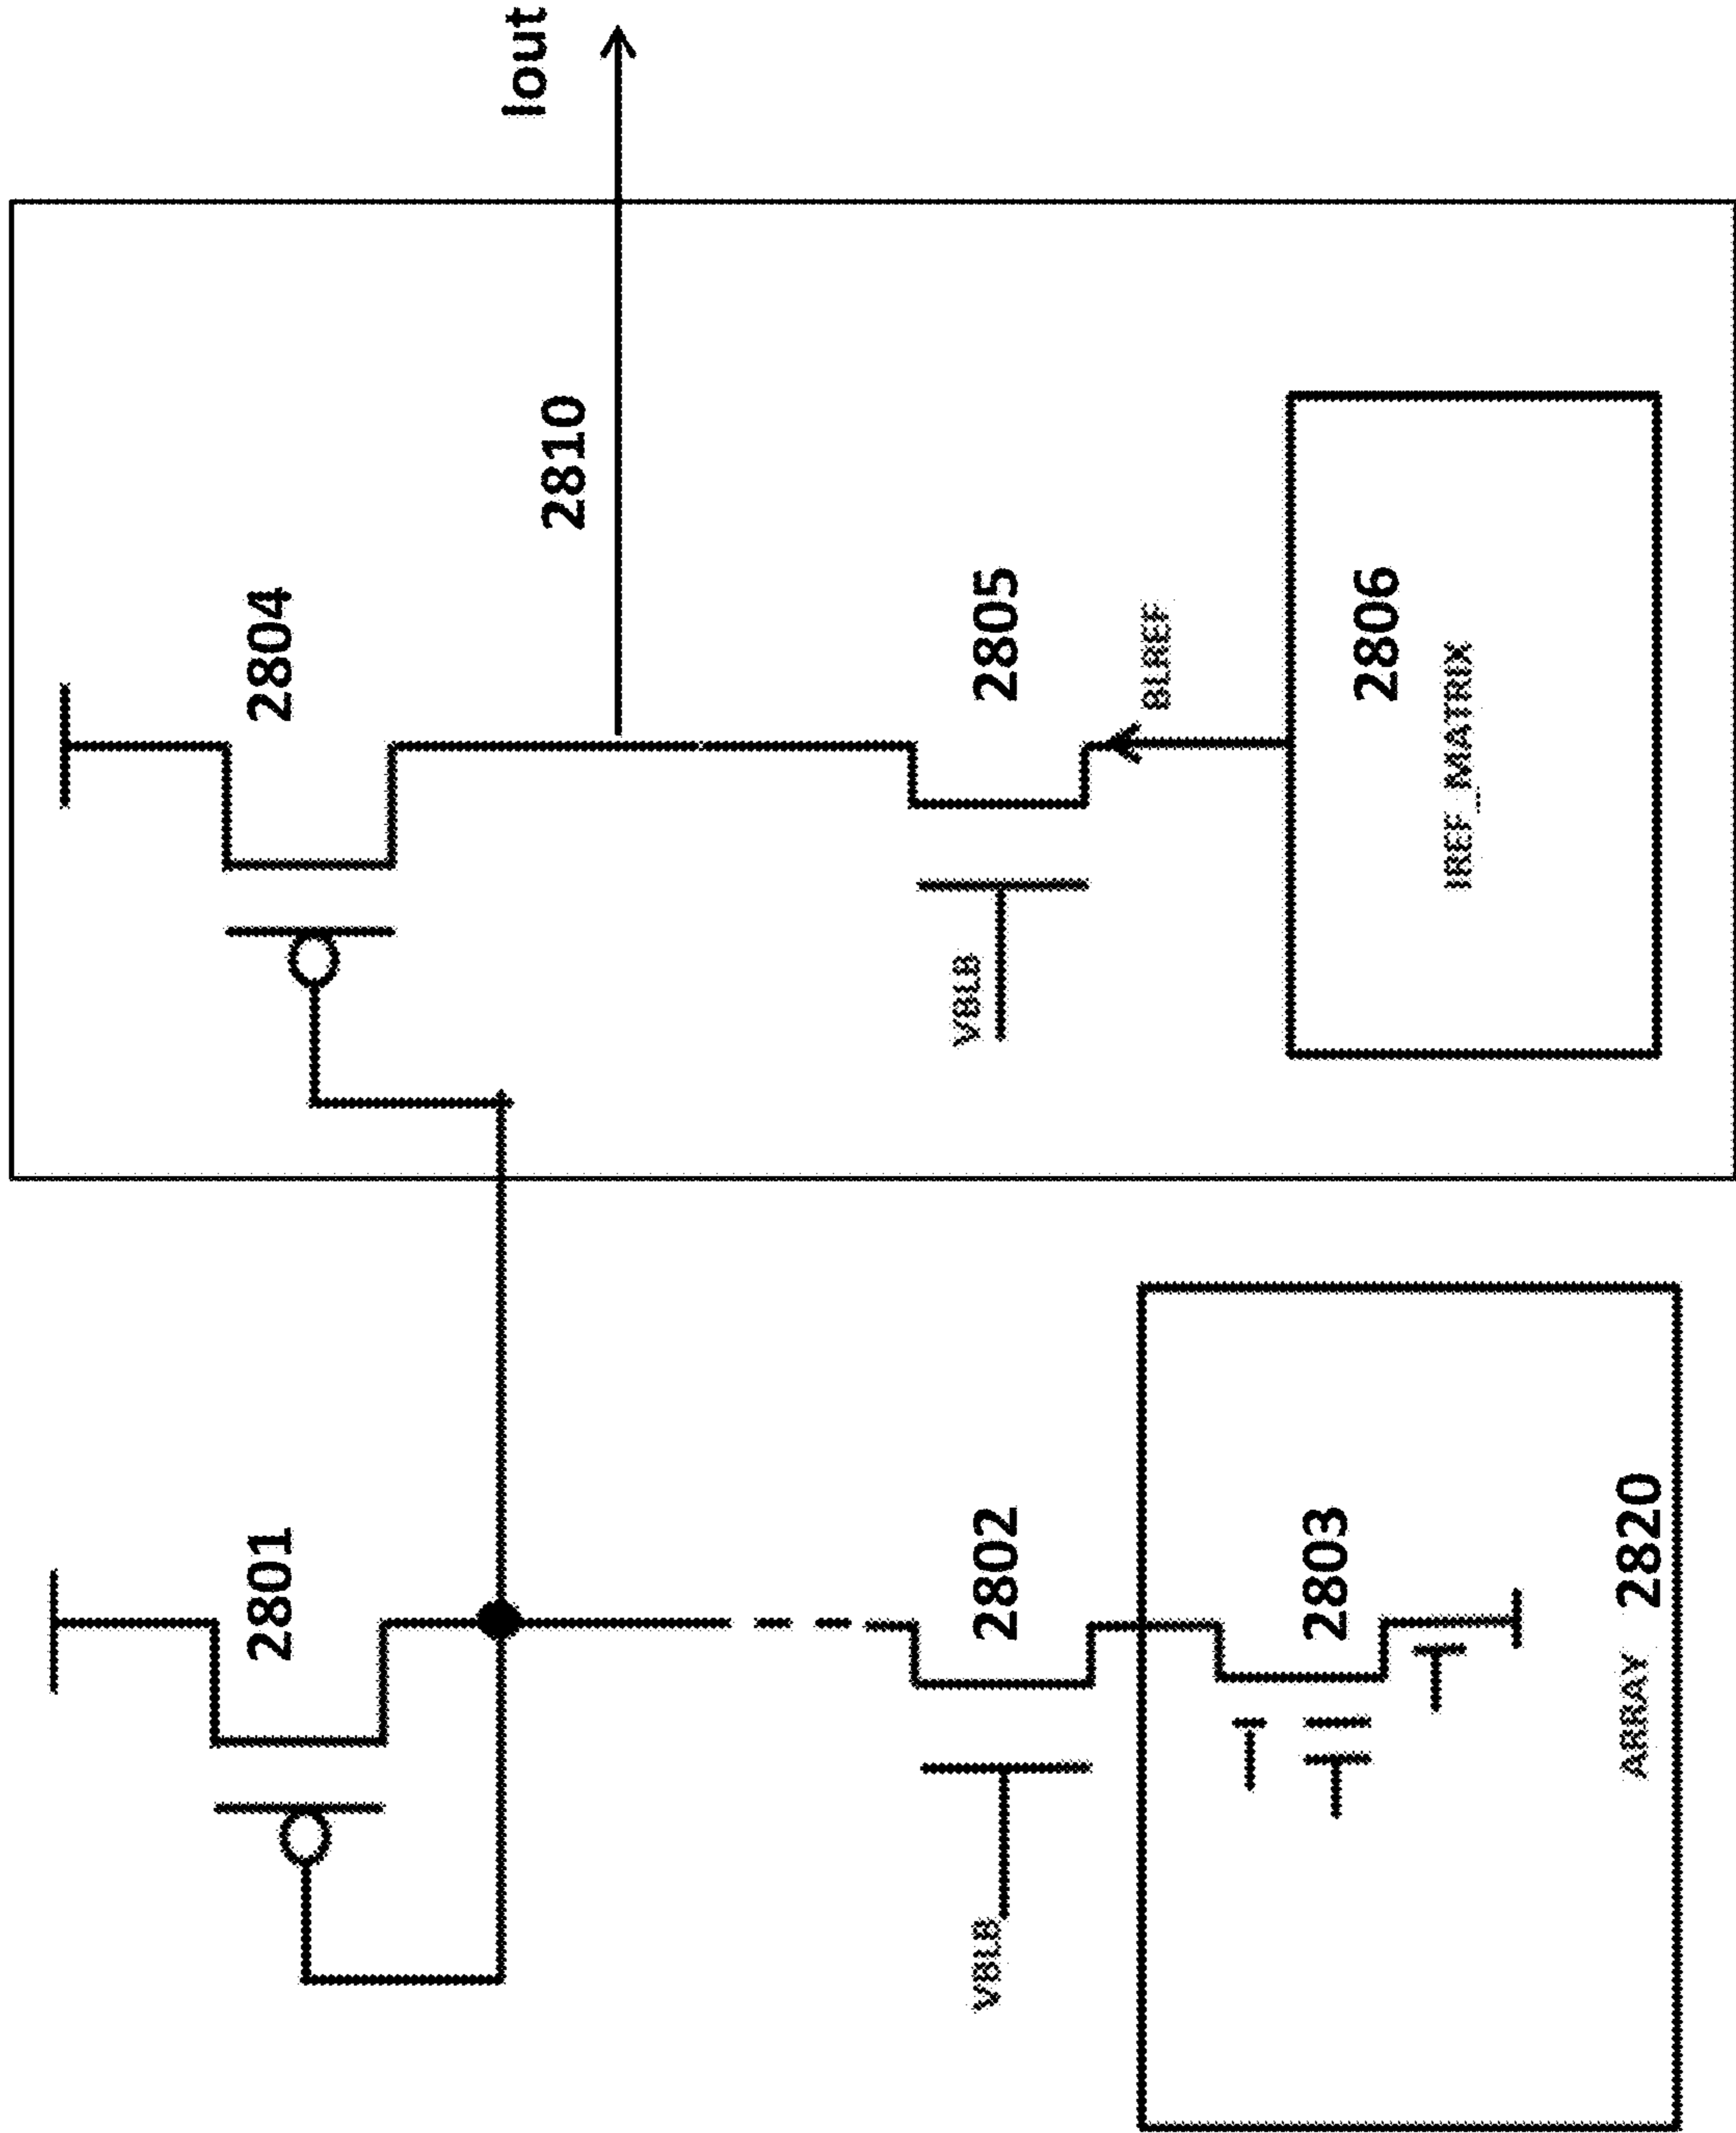 2801
2804
Iout
2810
2802
VBLB
2805
VBLB
BLREF
2803
2806
IREF_MATRIX
ARRAY
2820